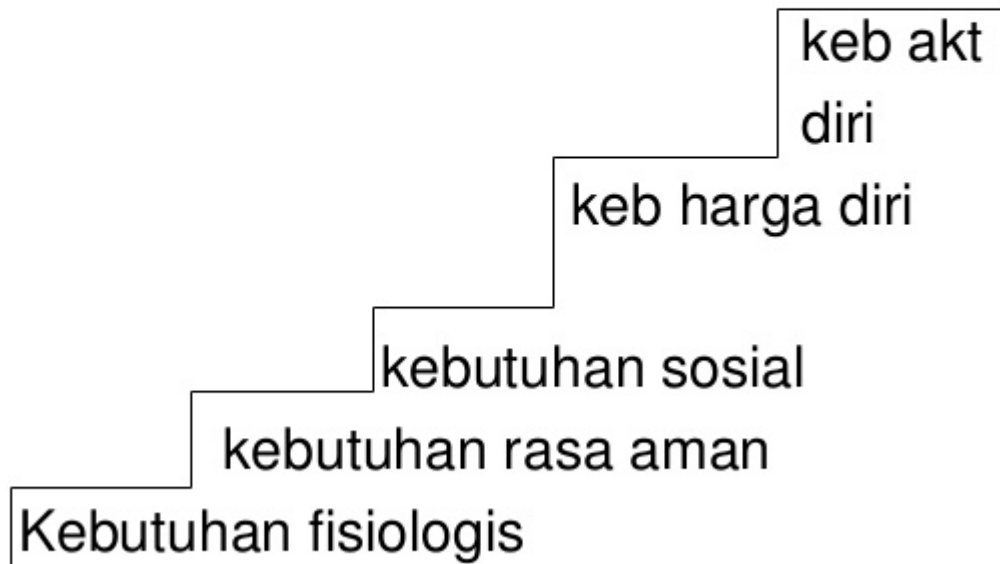 keb akt
diri
keb harga diri
kebutuhan sosial
kebutuhan rasa aman
Kebutuhan fisiologis